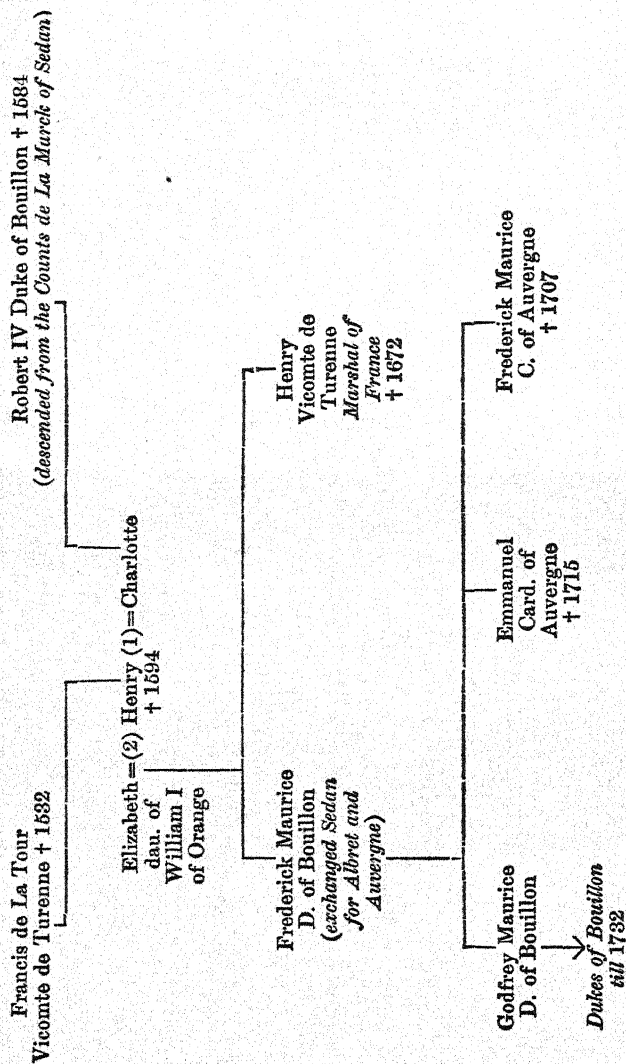 Francis de La Tour
Vicomte de Turenne † 1532
Robert IV Duke of Bouillon † 1584
(descended from the Counts de La Marck of Sedan)
Elizabeth=(2) Henry (1)=Charlotte
dau. of
William I
of Orange
† 1594
Frederick Maurice
D. of Bouillon
(exchanged Sedan
for Albret and
Auvergne)
Henry
Vicomte de
Turenne
Marshal of
France
† 1672
Godfrey Maurice
D. of Bouillon
Dukes of Bouillon
till 1732
Emmanuel
Card. of
Auvergne
† 1715
Frederick Maurice
C. of Auvergne
† 1707